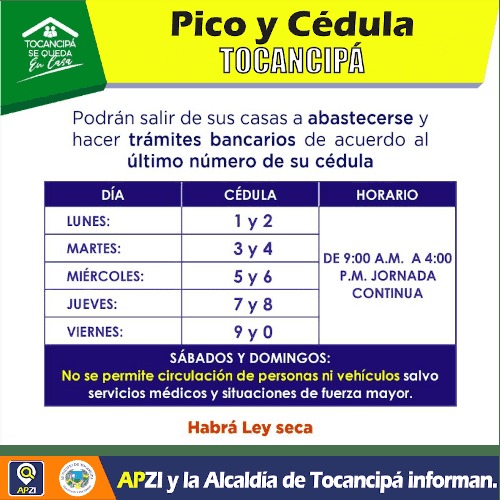 TOCANCIPÁ
SE QUEDA
En Casa
Pico y Cédula
TOCANCIPÁ
Podrán salir de sus casas a abastecerse y
hacer trámites bancarios de acuerdo al
último número de su cédula
DÍA CÉDULA HORARIO
LUNES: 1 y 2
MARTES: 3 y 4
MIÉRCOLES: 5 y 6
JUEVES: 7 y 8
VIERNES: 9 y 0
DE 9:00 A.M. A 4:00
P.M. JORNADA
CONTINUA
SÁBADOS Y DOMINGOS:
No se permite circulación de personas ni vehículos salvo
servicios médicos y situaciones de fuerza mayor.
Habrá Ley seca
APZI
APZI y la Alcaldía de Tocancipá informan.